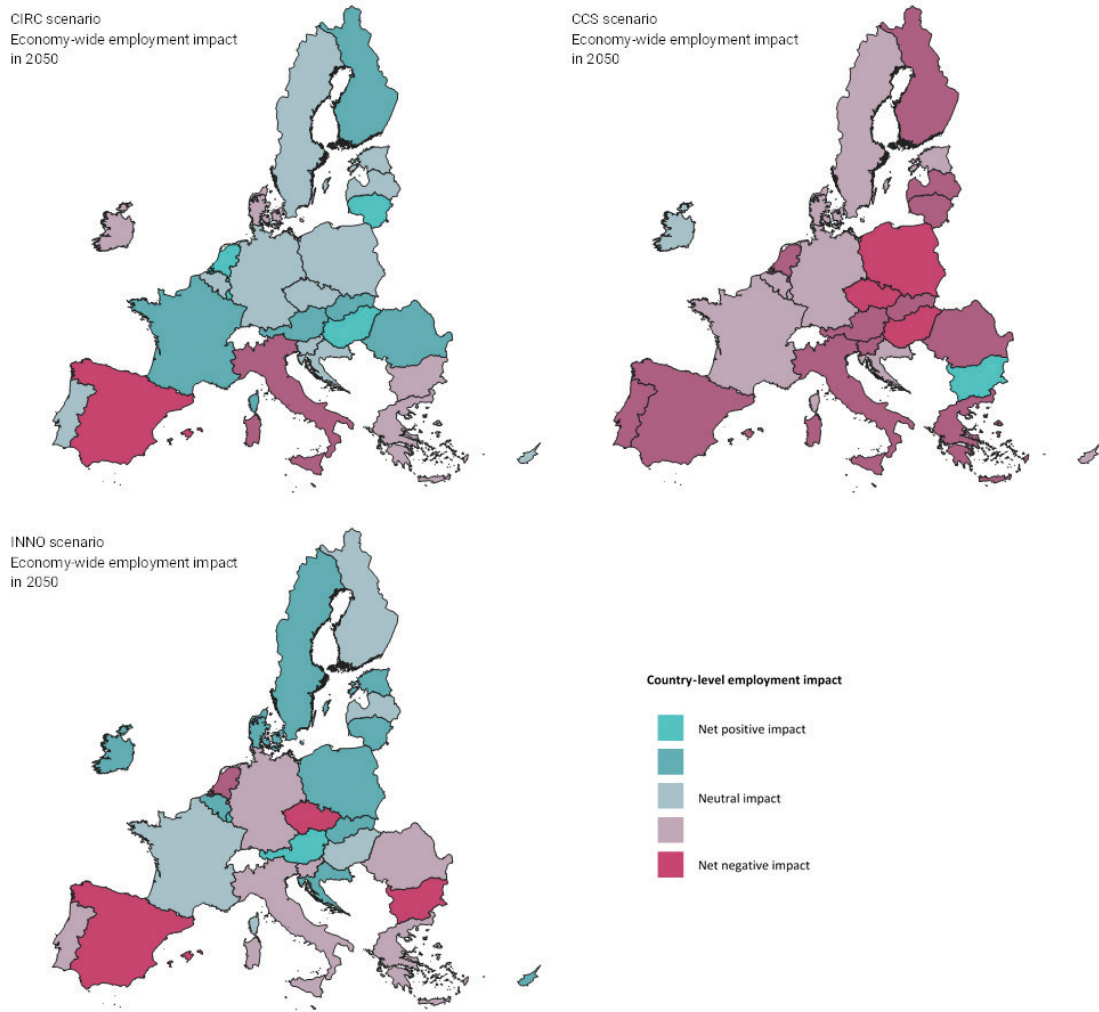 CIRC scenario
Economy-wide employment impact
in 2050
CCS scenario
Economy-wide employment impact
in 2050
INNO scenario
Economy-wide employment impact
in 2050
Country-level employment impact
Net positive impact
Neutral impact
Net negative impact